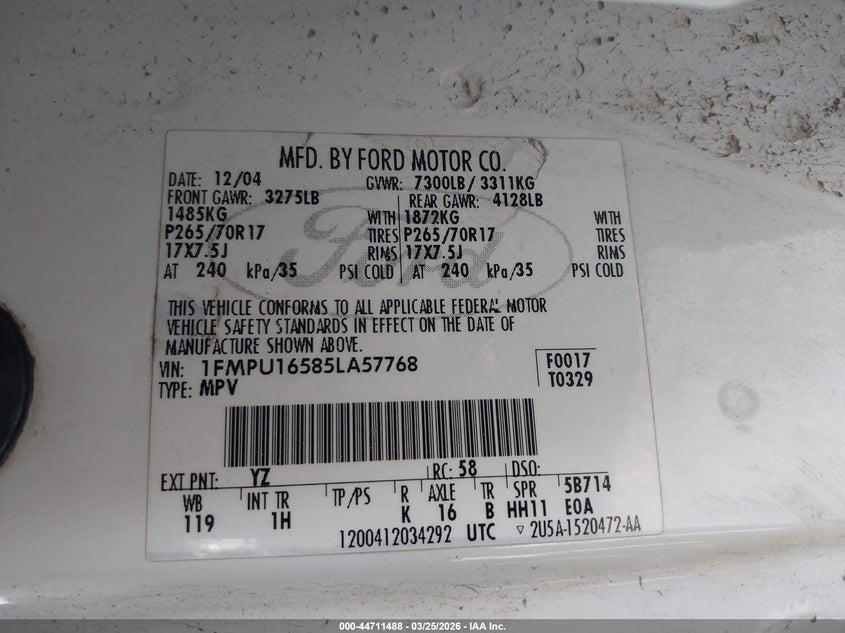 MFD. BY FORD MOTOR CO.
DATE: 12/04 GVWR: 7300LB/ 3311KG
FRONT GAWR: 3275LB REAR GAWR: 4128LB
1485KG WITH 1872KG WITH
P265/70R17 TIRES P265/70R17 TIRES
17X7.5J RIMS 17X7.5J RIMS
AT 240 kPa/35 PSI COLD AT 240 kPa/35 PSI COLD
Ford
THIS VEHICLE CONFORMS TO ALL APPLICABLE FEDERAL MOTOR
VEHICLE SAFETY STANDARDS IN EFFECT ON THE DATE OF
MANUFACTURE SHOWN ABOVE.
VIN: 1FMPU16585LA57768 F0017
TYPE: MPV T0329
EXT PNT: YZ RC: 58 DSO:
WB INT TR TP/PS R AXLE TR SPR 5B714
119 1H K 16 B HH11 E0A
1200412034292 UTC ▽ 2U5A-1520472-AA
000-44711488 - 03/25/2026 - IAA Inc.